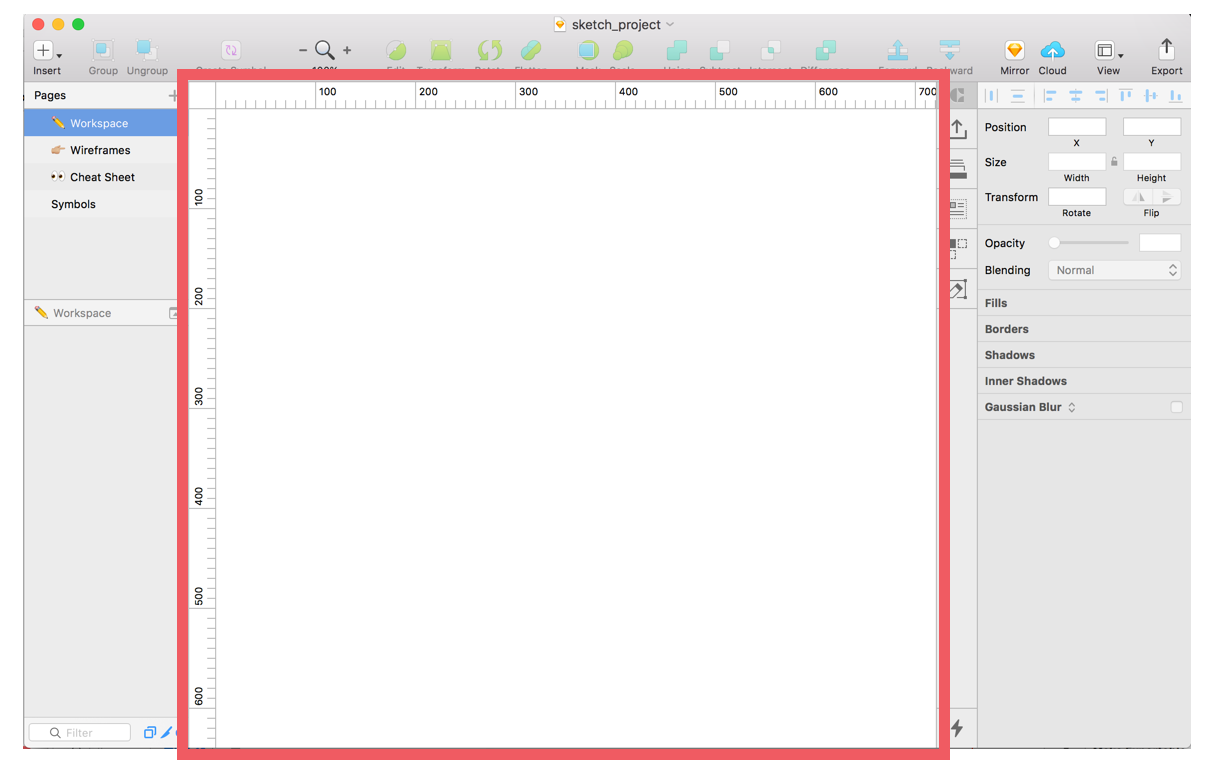 sketch_project
Insert Group Ungroup Mirror Cloud View Export
Pages
100 200 300 400 500 600 700
Workspace
Wireframes
Cheat Sheet
Symbols
Workspace
Filter
100
200
300
400
500
600
Position
X Y
Size
Width Height
Transform
Rotate Flip
Opacity
Blending Normal
Fills
Borders
Shadows
Inner Shadows
Gaussian Blur